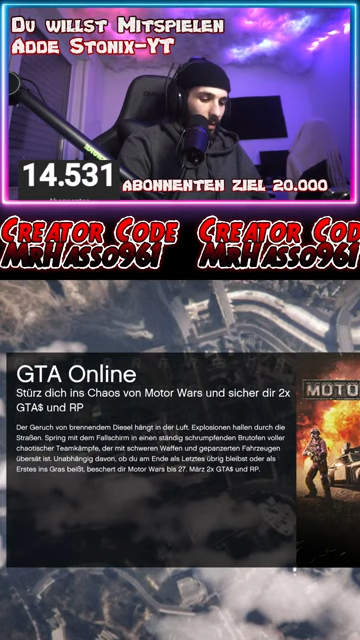 Du willst Mitspielen
Adde Stonix-YT
14.531
Abonnenten Ziel 20.000
Creator Code Creator Cod
MrHasso961 MrHasso961
GTA Online
Stürz dich ins Chaos von Motor Wars und sicher dir 2x
GTA$ und RP
Der Geruch von brennendem Diesel hängt in der Luft. Explosionen hallen durch die
Straßen. Spring mit dem Fallschirm in einen ständig schrumpfenden Brutofen voller
chaotischer Teamkämpfe, der mit schweren Waffen und gepanzerten Fahrzeugen
übersät ist. Unabhängig davon, ob du am Ende als Letztes übrig bleibst oder als
Erstes ins Gras beißt, beschert dir Motor Wars bis 27. März 2x GTA$ und RP.
MOTO